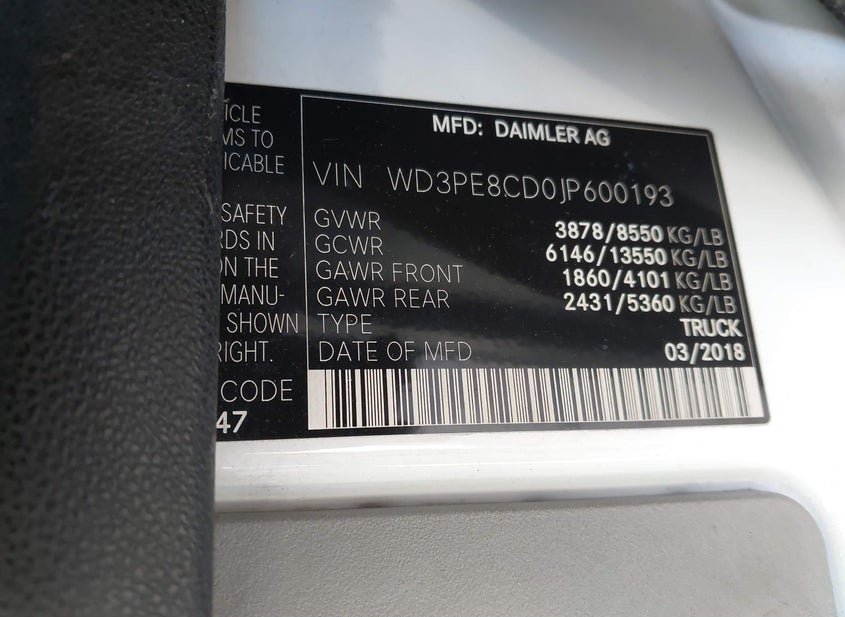 ICLE
MS TO
ICABLE
SAFETY
RDS IN
ON THE
MANU-
SHOWN
RIGHT.
CODE
47
MFD: DAIMLER AG
VIN WD3PE8CD0JP600193
GVWR 3878/8550 KG/LB
GCWR 6146/13550 KG/LB
GAWR FRONT 1860/4101 KG/LB
GAWR REAR 2431/5360 KG/LB
TYPE TRUCK
DATE OF MFD 03/2018